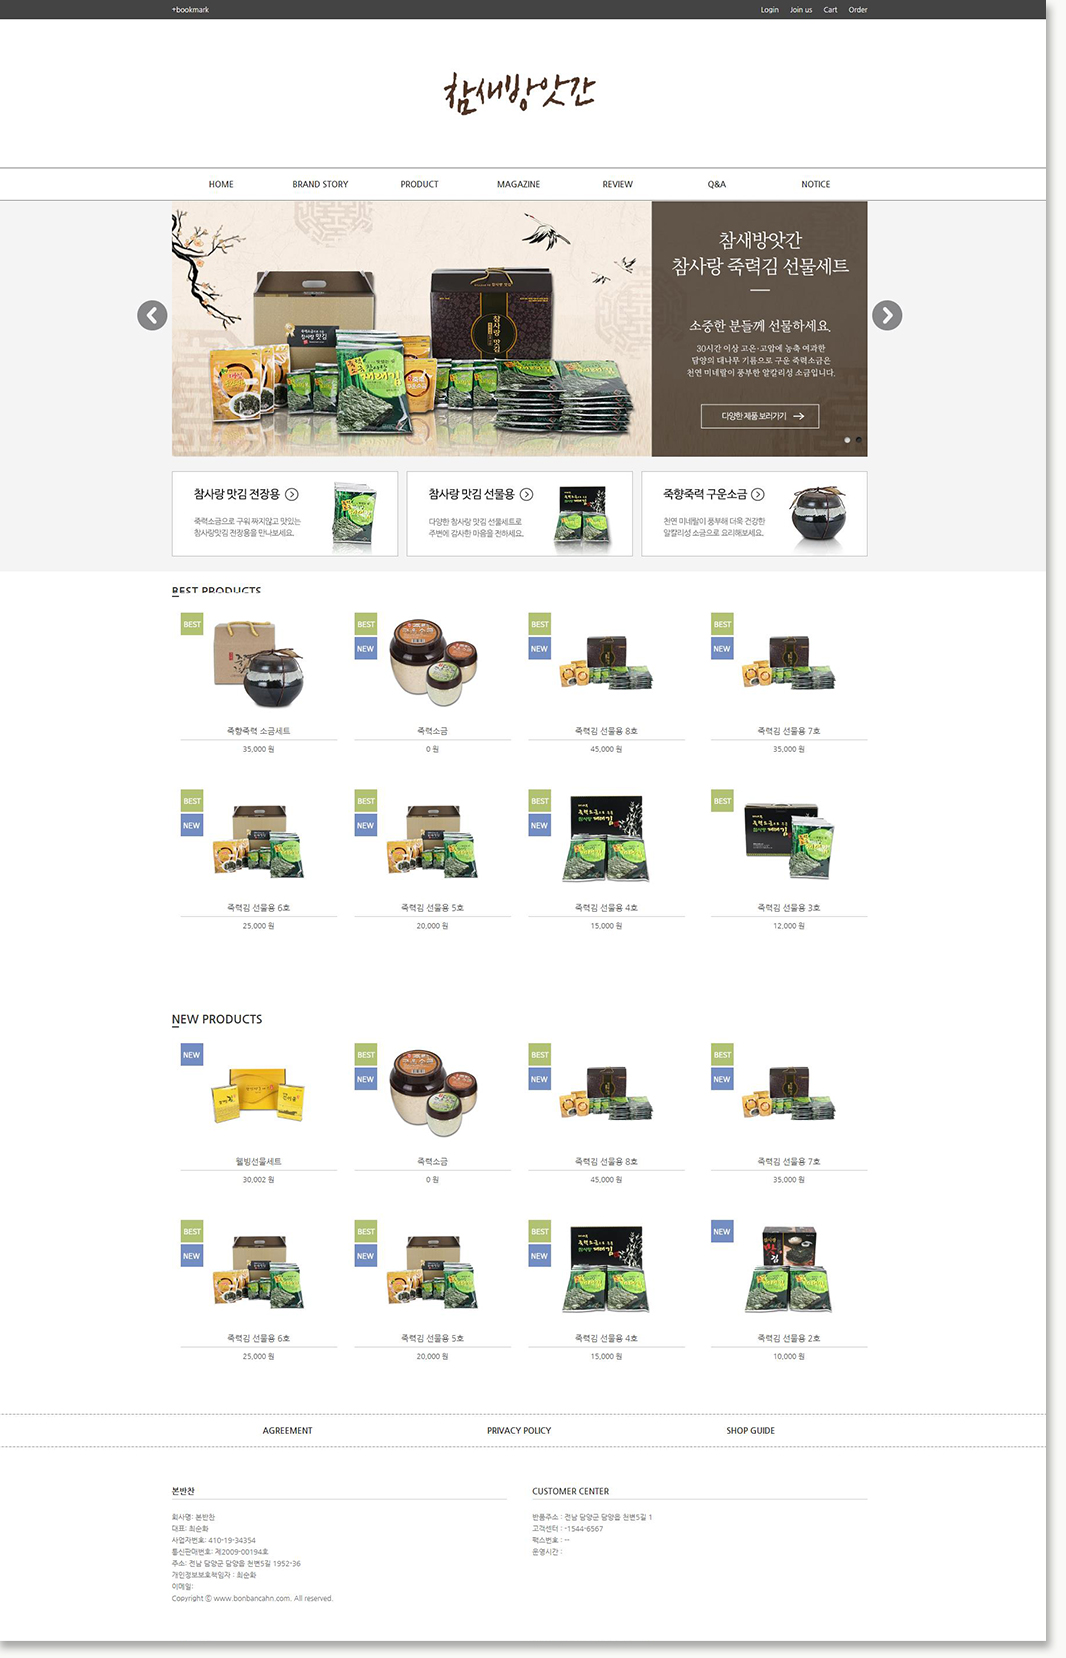 +bookmark
Login Join us Cart Order
참새방앗간
HOME BRAND STORY PRODUCT MAGAZINE REVIEW Q&A NOTICE
참새방앗간
참사랑 죽력김 선물세트
소중한 분들께 선물하세요.
30시간 이상 고온·고압에 농축 여과한
담양의 대나무 기름으로 구운 죽력소금은
천연 미네랄이 풍부한 알칼리성 소금입니다.
다양한 제품 보러가기
참사랑 맛김 전장용
죽력소금으로 구워 짜지않고 맛있는
참사랑맛김 전장용을 만나보세요.
참사랑 맛김 선물용
다양한 참사랑 맛김 선물세트로
주변에 감사한 마음을 전하세요.
죽향죽력 구운소금
천연 미네랄이 풍부해 더욱 건강한
알칼리성 소금으로 요리해보세요.
BEST PRODUCTS
BEST
BEST
NEW
BEST
NEW
BEST
NEW
죽향죽력 소금세트 죽력소금 죽력김 선물용 8호 죽력김 선물용 7호
35,000 원 0 원 45,000 원 35,000 원
BEST
NEW
BEST
NEW
BEST
NEW
BEST
죽력김 선물용 6호 죽력김 선물용 5호 죽력김 선물용 4호 죽력김 선물용 3호
25,000 원 20,000 원 15,000 원 12,000 원
NEW PRODUCTS
NEW
BEST
NEW
BEST
NEW
BEST
NEW
웰빙선물세트 죽력소금 죽력김 선물용 8호 죽력김 선물용 7호
30,002 원 0 원 45,000 원 35,000 원
BEST
NEW
BEST
NEW
BEST
NEW
NEW
죽력김 선물용 6호 죽력김 선물용 5호 죽력김 선물용 4호 죽력김 선물용 2호
25,000 원 20,000 원 15,000 원 10,000 원
AGREEMENT PRIVACY POLICY SHOP GUIDE
본반찬
회사명: 본반찬
대표: 최순화
사업자번호: 410-19-34354
통신판매번호: 제2009-00194호
주소: 전남 담양군 담양읍 천변5길 1952-36
개인정보보호책임자 : 최순화
이메일:
Copyright ⓒ www.bonbancahn.com. All reserved.
CUSTOMER CENTER
반품주소 : 전남 담양군 담양읍 천변5길 1
고객센터 : -1544-6567
팩스번호 : --
운영시간 :